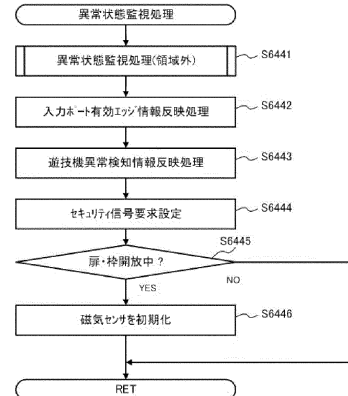 異常状態監視処理
異常状態監視処理(領域外)
S6441
入力ポート有効エッジ情報反映処理
S6442
遊技機異常検知情報反映処理
S6443
セキュリティ信号要求設定
S6444
扉・枠開放中？
S6445
YES
NO
磁気センサを初期化
S6446
RET